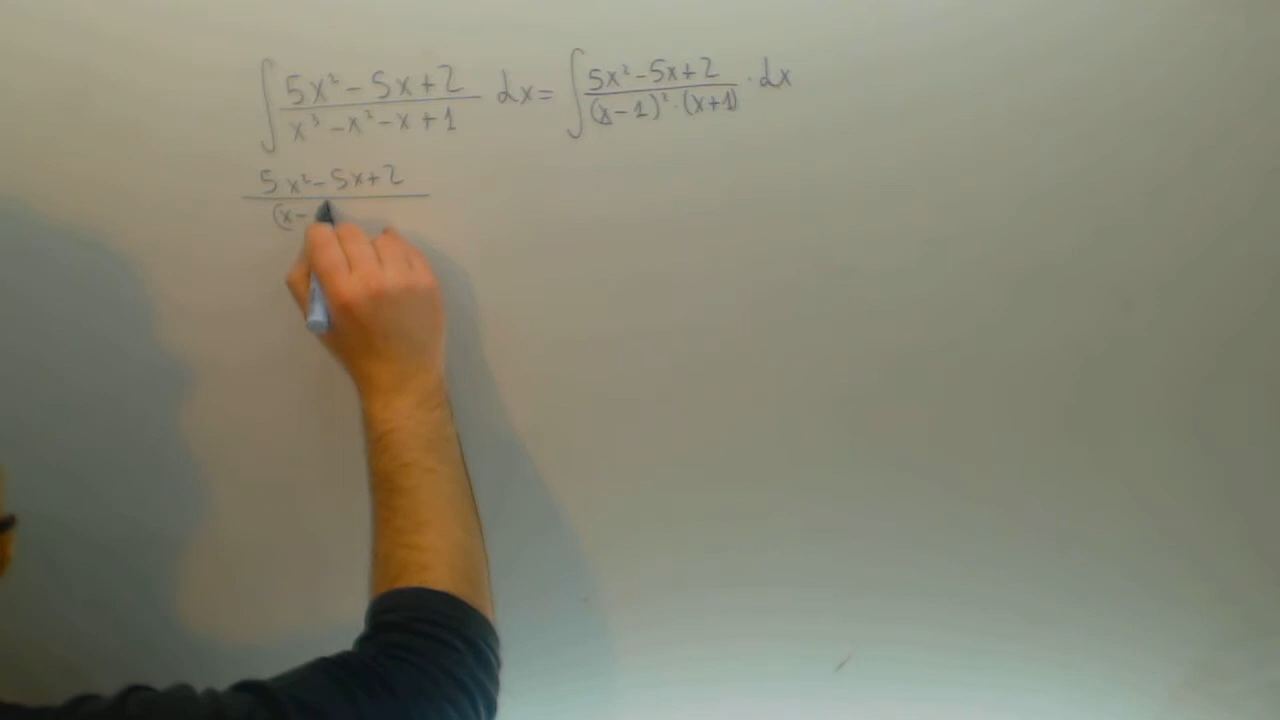 ∫ (5x² - 5x + 2)/(x³ - x² - x + 1) dx = ∫ (5x² - 5x + 2)/((x - 1)² · (x + 1)) · dx
5x² - 5x + 2
(x -